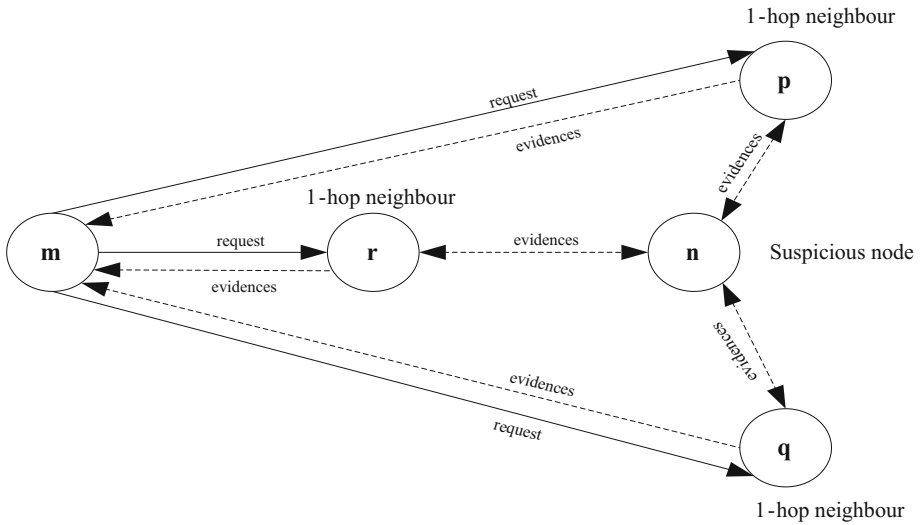 1-hop neighbour
p
request
evidences
evidences
1-hop neighbour
m
request
r
evidences
n
Suspicious node
evidences
evidences
evidences
request
q
1-hop neighbour